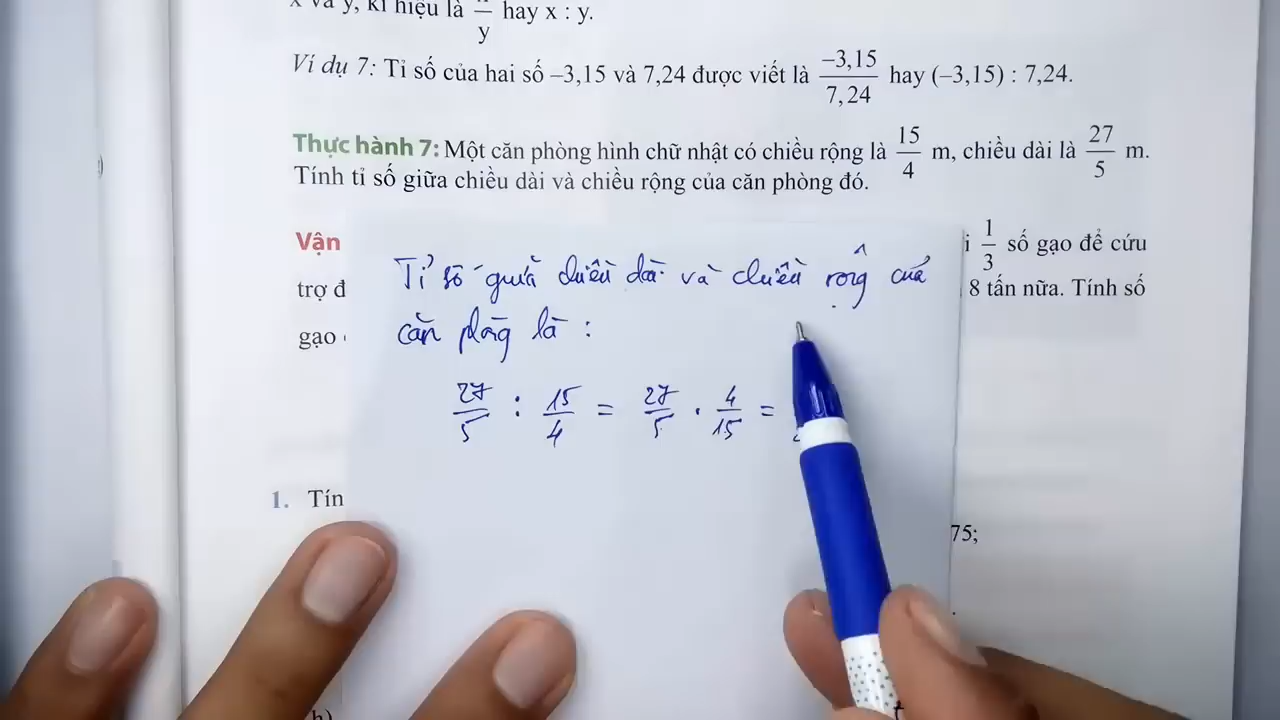 x và y, kí hiệu là x/y hay x : y.
Ví dụ 7: Tỉ số của hai số –3,15 và 7,24 được viết là −3,15/7,24 hay (–3,15) : 7,24.
Thực hành 7: Một căn phòng hình chữ nhật có chiều rộng là 15/4 m, chiều dài là 27/5 m.
Tính tỉ số giữa chiều dài và chiều rộng của căn phòng đó.
Vận i 1/3 số gạo để cứu
trợ đ 8 tấn nữa. Tính số
gạo
Tỉ số giữa chiều dài và chiều rộng của
căn phòng là :
27/5 : 15/4 = 27/5 . 4/15 =
1. Tín
75;